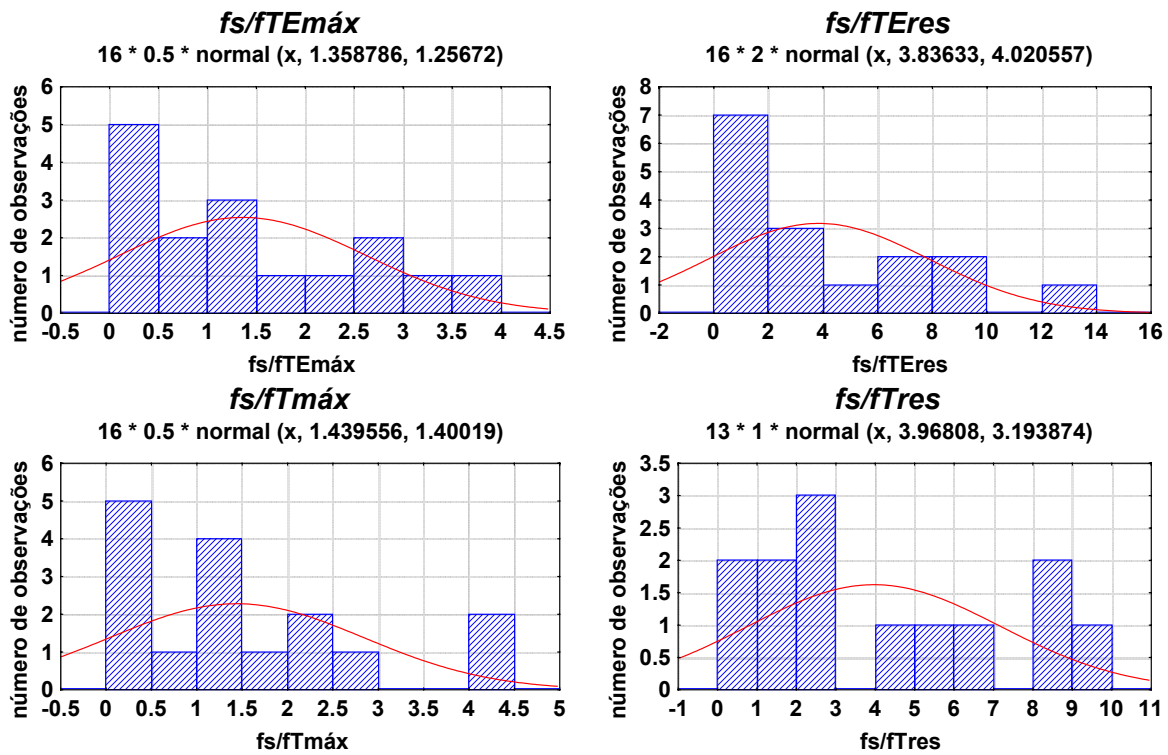 fs/fTEmáx
16 * 0.5 * normal (x, 1.358786, 1.25672)
número de observações
6
5
4
3
2
1
0
-0.5 0 0.5 1 1.5 2 2.5 3 3.5 4 4.5
fs/fTEmáx
fs/fTEres
16 * 2 * normal (x, 3.83633, 4.020557)
número de observações
8
7
6
5
4
3
2
1
0
-2 0 2 4 6 8 10 12 14 16
fs/fTEres
fs/fTmáx
16 * 0.5 * normal (x, 1.439556, 1.40019)
número de observações
6
5
4
3
2
1
0
-0.5 0 0.5 1 1.5 2 2.5 3 3.5 4 4.5 5
fs/fTmáx
fs/fTres
13 * 1 * normal (x, 3.96808, 3.193874)
número de observações
3.5
3
2.5
2
1.5
1
0.5
0
-1 0 1 2 3 4 5 6 7 8 9 10 11
fs/fTres